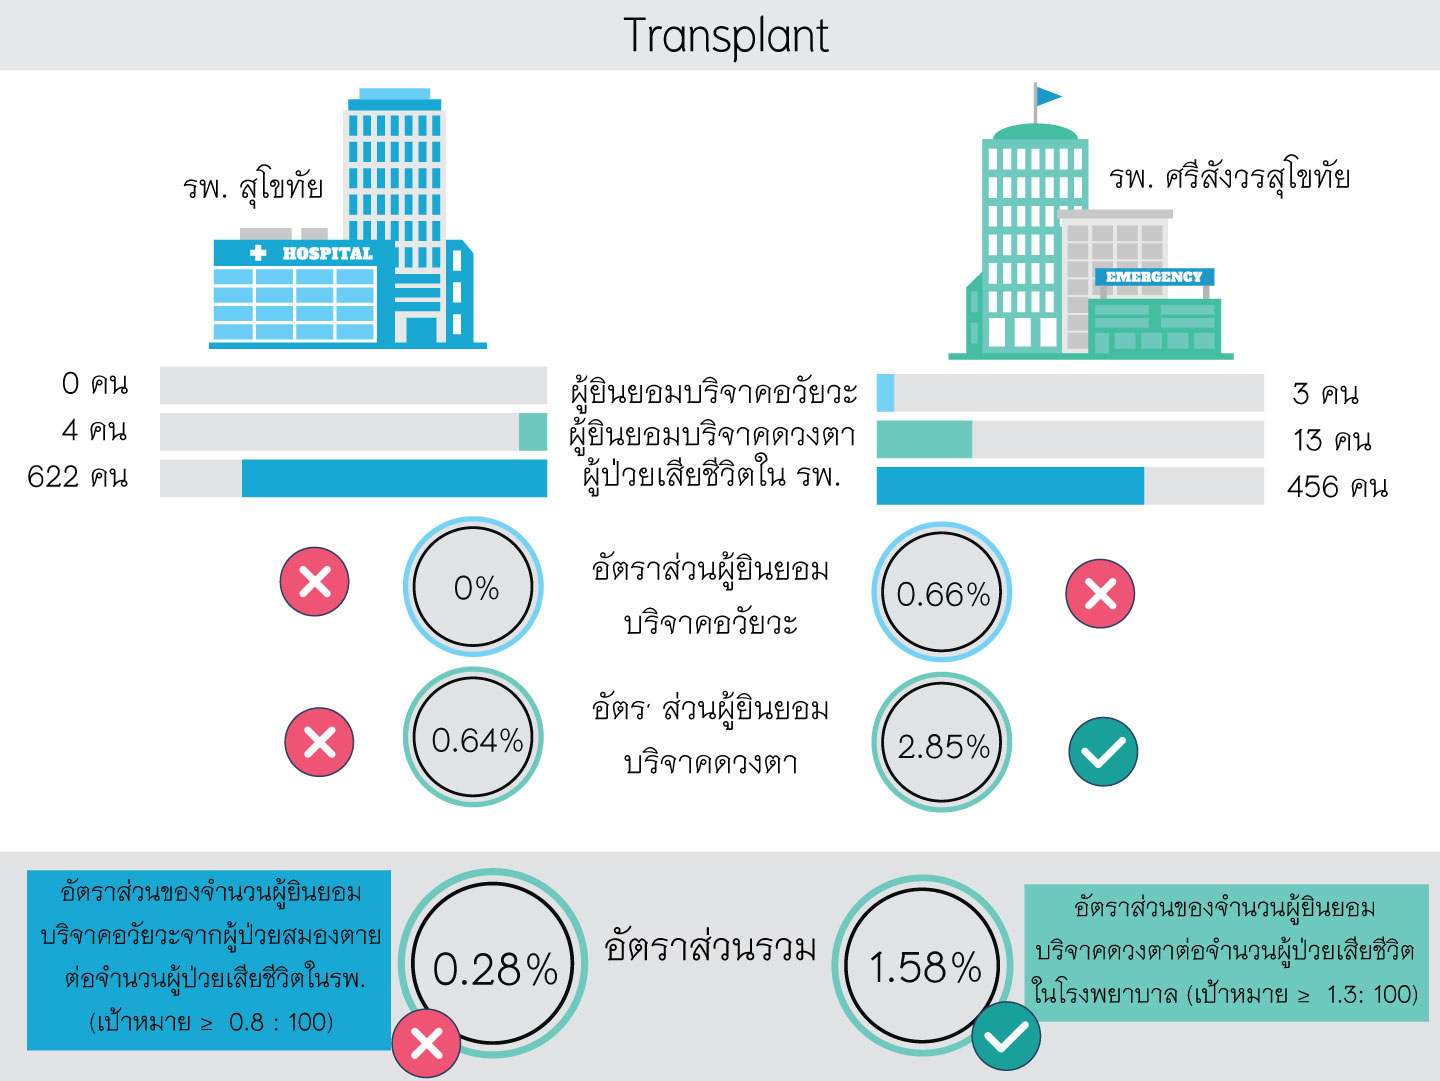 Transplant
รพ. สุโขทัย
รพ. ศรีสังวรสุโขทัย
HOSPITAL
EMERGENCY
0 คน
ผู้ยินยอมบริจาคอวัยวะ
3 คน
4 คน
ผู้ยินยอมบริจาคดวงตา
13 คน
622 คน
ผู้ป่วยเสียชีวิตใน รพ.
456 คน
0%
อัตราส่วนผู้ยินยอม
บริจาคอวัยวะ
0.66%
0.64%
อัตร ส่วนผู้ยินยอม
บริจาคดวงตา
2.85%
อัตราส่วนของจำนวนผู้ยินยอม
บริจาคอวัยวะจากผู้ป่วยสมองตาย
ต่อจำนวนผู้ป่วยเสียชีวิตในรพ.
(เป้าหมาย ≥ 0.8 : 100)
0.28%
อัตราส่วนรวม
1.58%
อัตราส่วนของจำนวนผู้ยินยอม
บริจาคดวงตาต่อจำนวนผู้ป่วยเสียชีวิต
ในโรงพยาบาล (เป้าหมาย ≥ 1.3: 100)